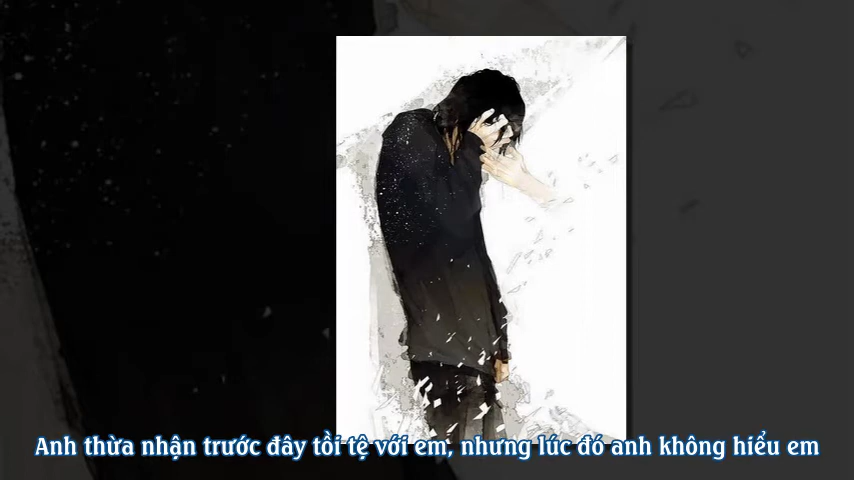 Anh thừa nhận trước đây tồi tệ với em, nhưng lúc đó anh không hiểu em